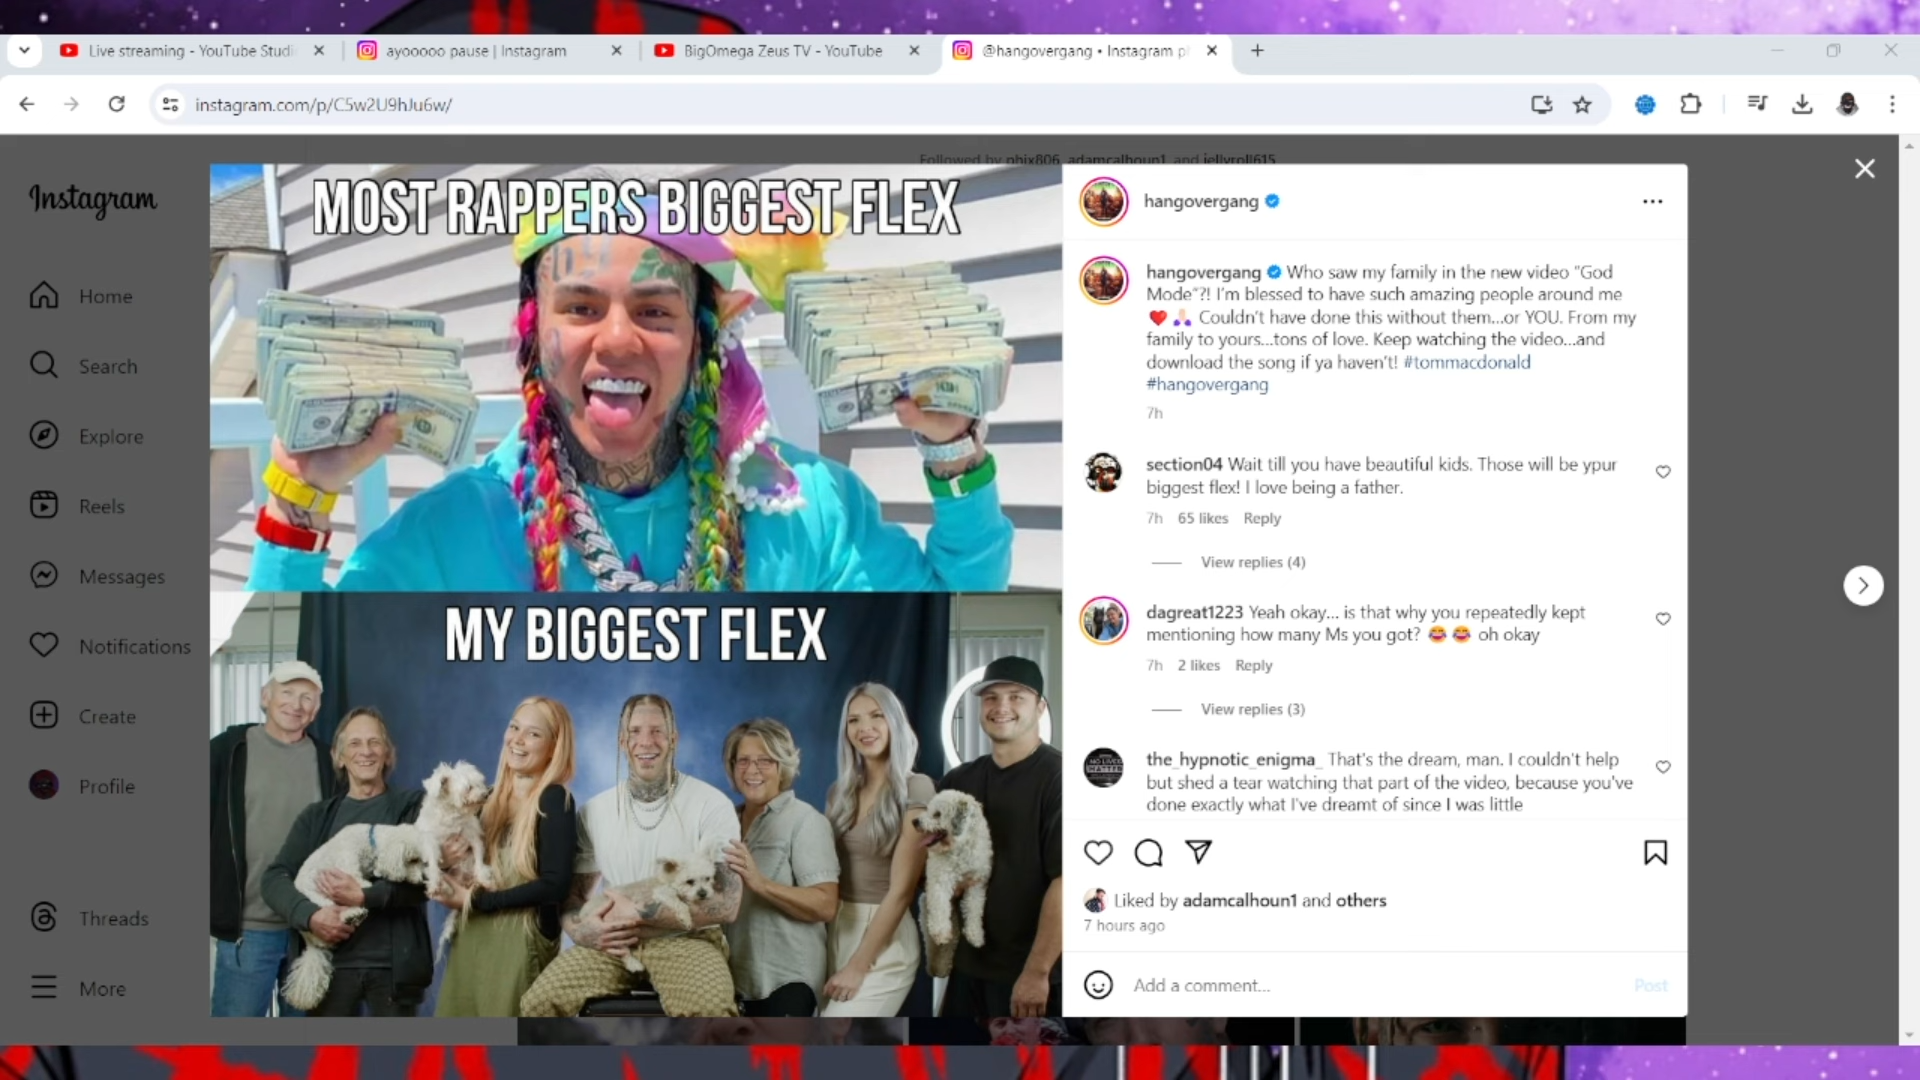 Live streaming - YouTube Studi
ayooooo pause | Instagram
BigOmega Zeus TV - YouTube
@hangovergang • Instagram p
instagram.com/p/C5w2U9hJu6w/
Followed by phix806, adamcalhoun1, and jellyroll615
Instagram
Home
Search
Explore
Reels
Messages
Notifications
Create
Profile
Threads
More
MOST RAPPERS BIGGEST FLEX
MY BIGGEST FLEX
hangovergang
hangovergang Who saw my family in the new video "God
Mode"?! I'm blessed to have such amazing people around me
Couldn't have done this without them...or YOU. From my
family to yours...tons of love. Keep watching the video...and
download the song if ya haven't! #tommacdonald
#hangovergang
7h
section04 Wait till you have beautiful kids. Those will be ypur
biggest flex! I love being a father.
7h 65 likes Reply
View replies (4)
dagreat1223 Yeah okay... is that why you repeatedly kept
mentioning how many Ms you got? 😂 😂 oh okay
7h 2 likes Reply
View replies (3)
the_hypnotic_enigma_ That's the dream, man. I couldn't help
but shed a tear watching that part of the video, because you've
done exactly what I've dreamt of since I was little
Liked by adamcalhoun1 and others
7 hours ago
Add a comment...
Post